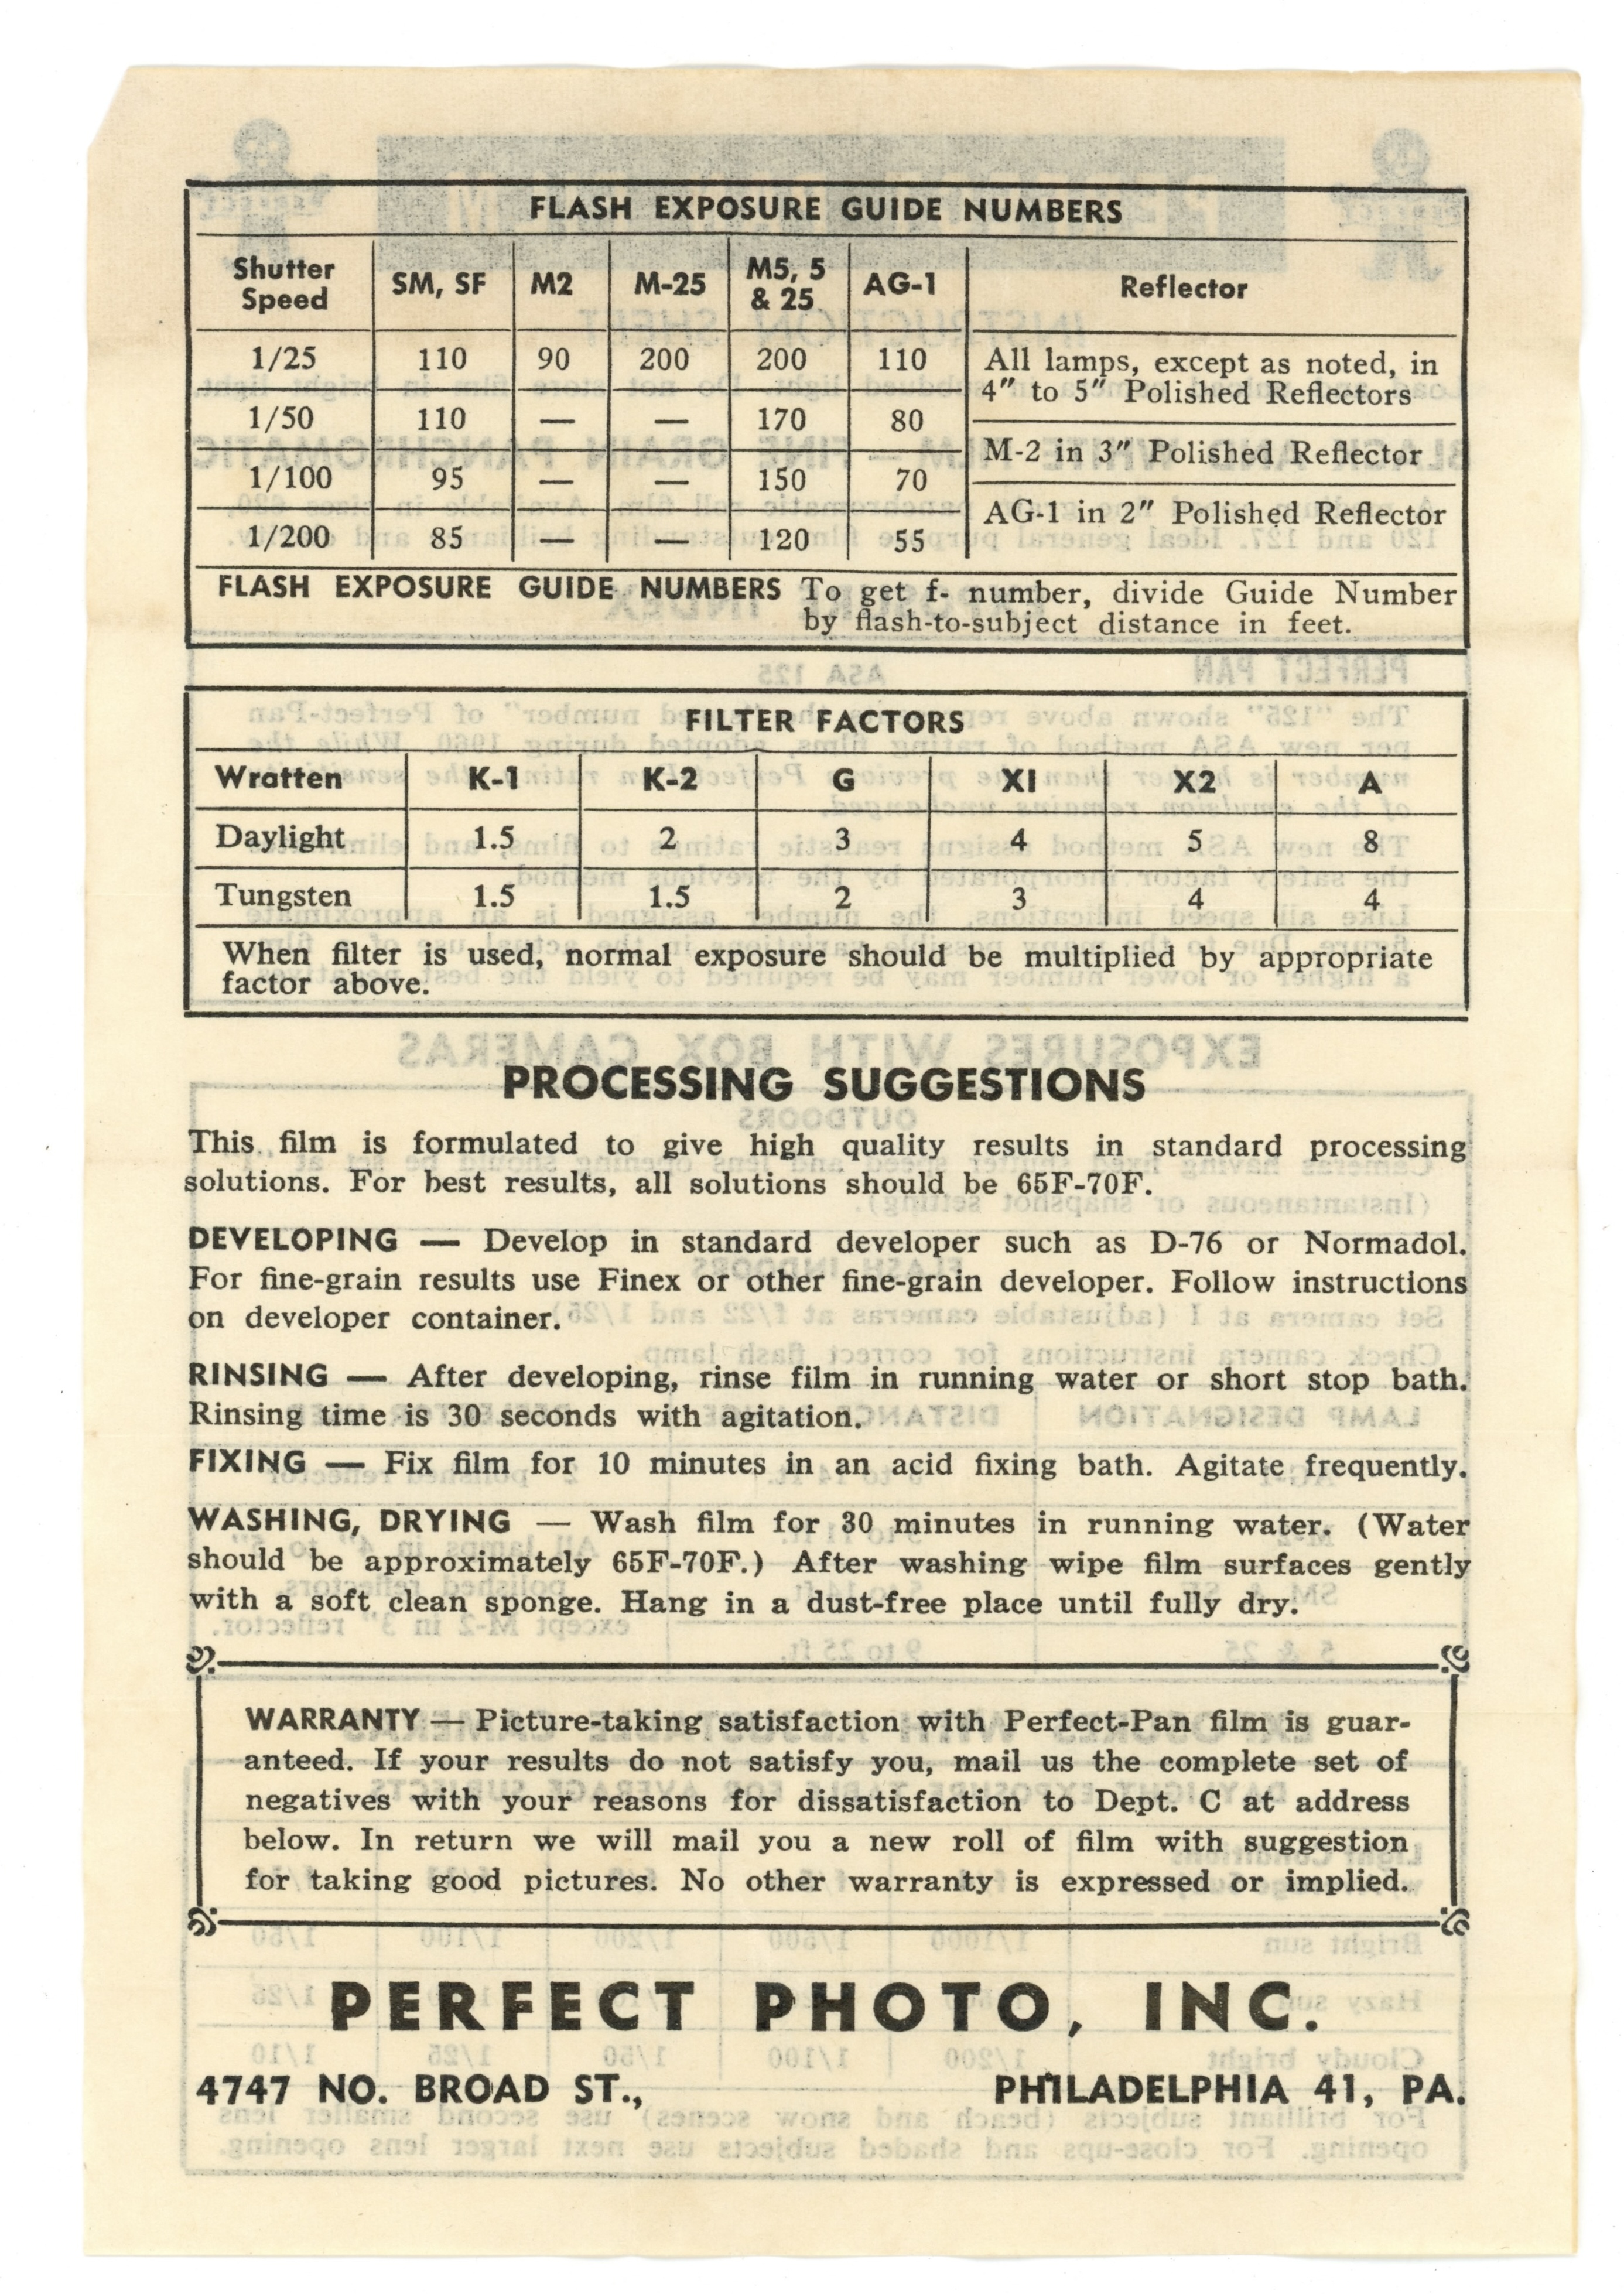 FLASH EXPOSURE GUIDE NUMBERS
Shutter Speed | SM, SF | M2 | M-25 | M5, 5 & 25 | AG-1 | Reflector
1/25 | 110 | 90 | 200 | 200 | 110 | All lamps, except as noted, in
4" to 5" Polished Reflectors
1/50 | 110 | — | — | 170 | 80
M-2 in 3" Polished Reflector
1/100 | 95 | — | — | 150 | 70
AG-1 in 2" Polished Reflector
1/200 | 85 | — | — | 120 | 55
FLASH EXPOSURE GUIDE NUMBERS To get f- number, divide Guide Number
by flash-to-subject distance in feet.
FILTER FACTORS
Wratten | K-1 | K-2 | G | XI | X2 | A
Daylight | 1.5 | 2 | 3 | 4 | 5 | 8
Tungsten | 1.5 | 1.5 | 2 | 3 | 4 | 4
When filter is used, normal exposure should be multiplied by appropriate
factor above.
PROCESSING SUGGESTIONS
This film is formulated to give high quality results in standard processing
solutions. For best results, all solutions should be 65F-70F.
DEVELOPING — Develop in standard developer such as D-76 or Normadol.
For fine-grain results use Finex or other fine-grain developer. Follow instructions
on developer container.
RINSING — After developing, rinse film in running water or short stop bath.
Rinsing time is 30 seconds with agitation.
FIXING — Fix film for 10 minutes in an acid fixing bath. Agitate frequently.
WASHING, DRYING — Wash film for 30 minutes in running water. (Water
should be approximately 65F-70F.) After washing wipe film surfaces gently
with a soft clean sponge. Hang in a dust-free place until fully dry.
WARRANTY — Picture-taking satisfaction with Perfect-Pan film is guar-
anteed. If your results do not satisfy you, mail us the complete set of
negatives with your reasons for dissatisfaction to Dept. C at address
below. In return we will mail you a new roll of film with suggestion
for taking good pictures. No other warranty is expressed or implied.
PERFECT PHOTO, INC.
4747 NO. BROAD ST., PHILADELPHIA 41, PA.